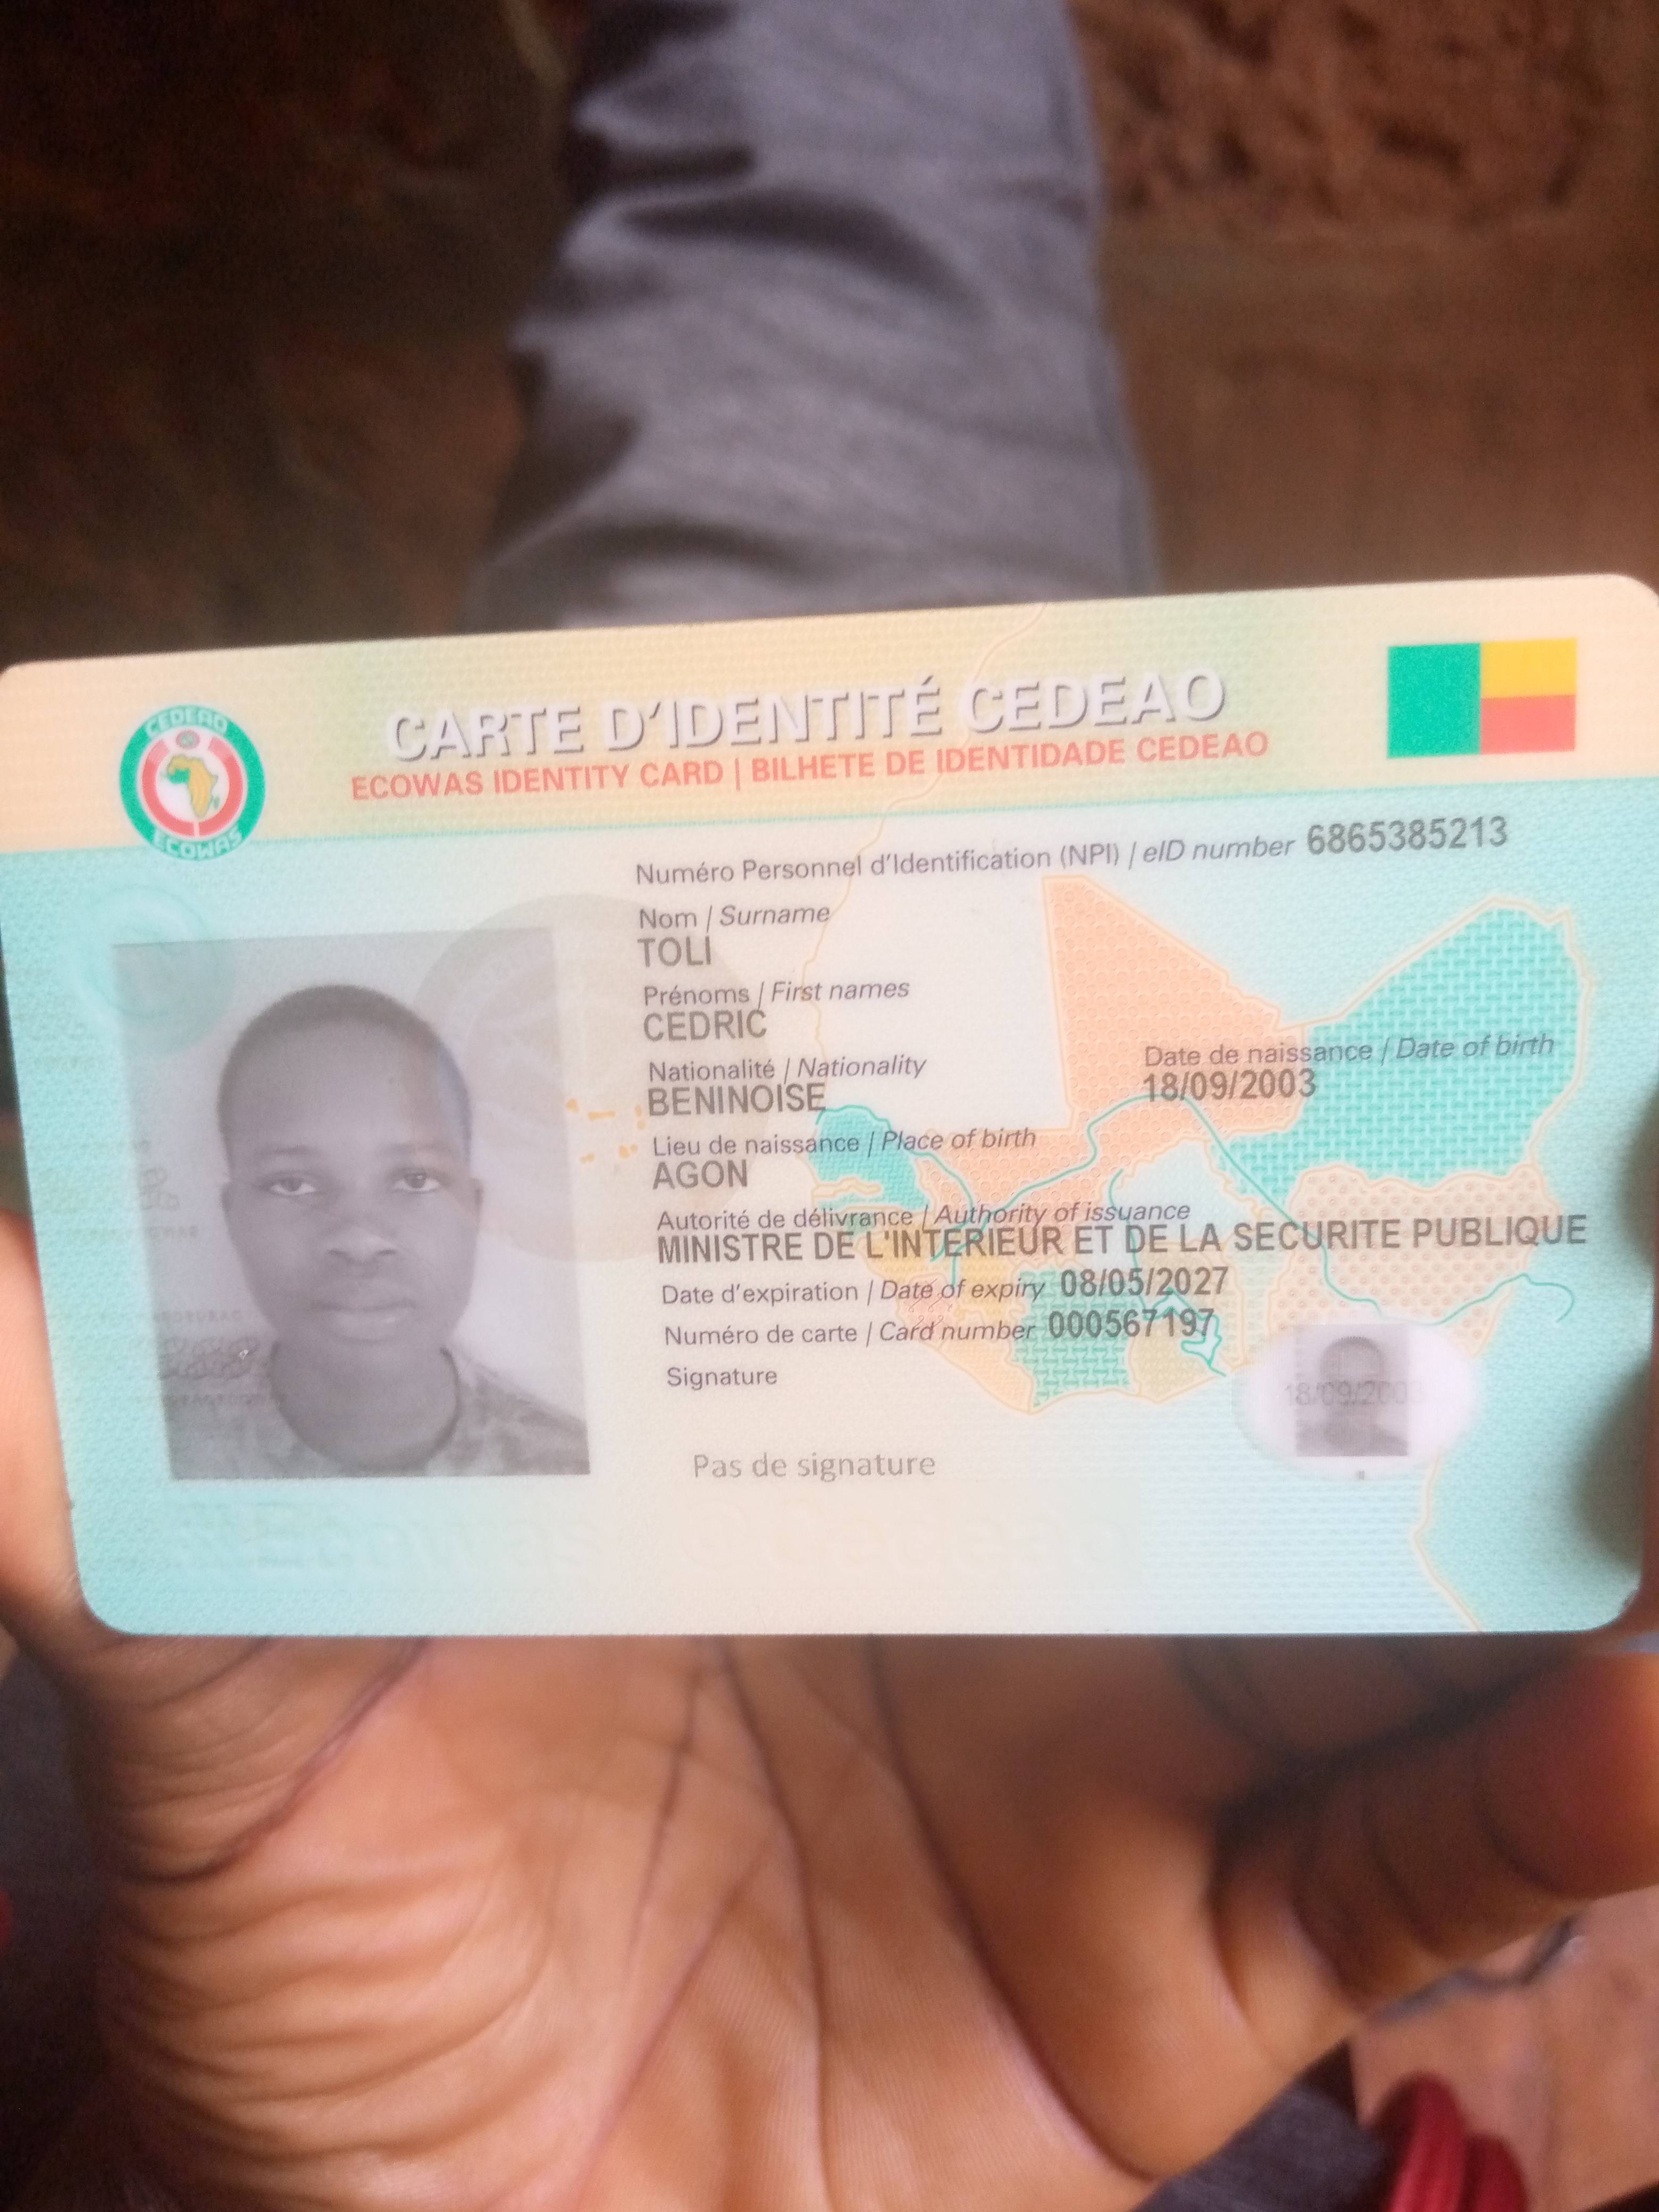 CEDEAO
ECOWAS
CARTE D'IDENTITÉ CEDEAO
ECOWAS IDENTITY CARD | BILHETE DE IDENTIDADE CEDEAO
Numéro Personnel d'Identification (NPI) / eID number 6865385213
Nom / Surname
TOLI
Prénoms / First names
CEDRIC
Nationalité / Nationality
BENINOISE
Date de naissance / Date of birth
18/09/2003
Lieu de naissance / Place of birth
AGON
Autorité de délivrance / Authority of issuance
MINISTRE DE L'INTERIEUR ET DE LA SECURITE PUBLIQUE
Date d'expiration / Date of expiry 08/05/2027
Numéro de carte / Card number 000567197
Signature
18/09/2003
Pas de signature